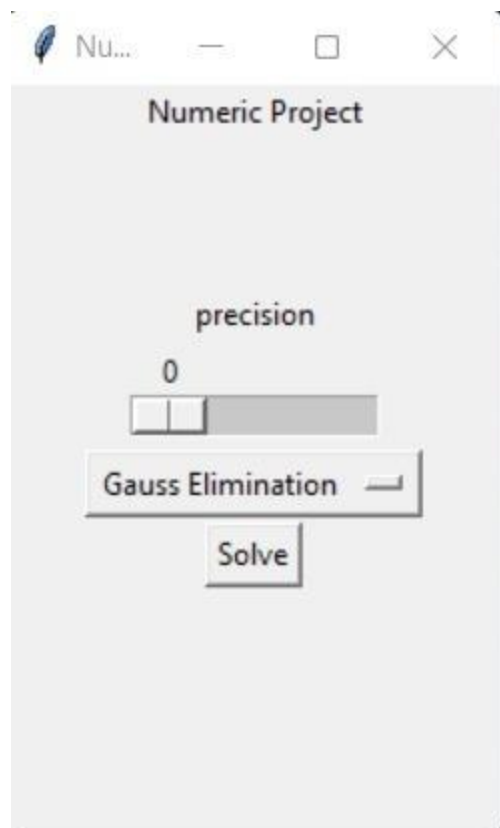 Nu...
Numeric Project
precision
0
Gauss Elimination
Solve